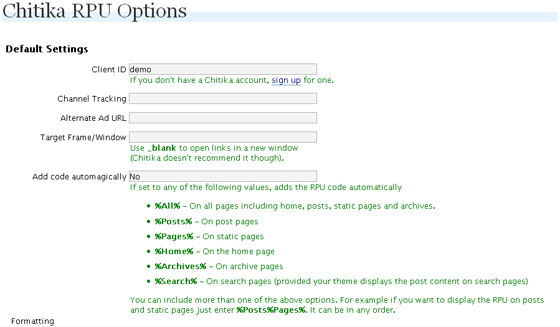 Chitika RPU Options
Default Settings
Client ID demo
If you don't have a Chitika account, sign up for one.
Channel Tracking
Alternate Ad URL
Target Frame/Window
Use _blank to open links in a new window
(Chitika doesn't recommend it though).
Add code automagically No
If set to any of the following values, adds the RPU code automatically
• %All% – On all pages including home, posts, static pages and archives.
• %Posts% – On post pages
• %Pages% – On static pages
• %Home% – On the home page
• %Archives% – On archive pages
• %Search% – On search pages (provided your theme displays the post content on search pages)
You can include more than one of the above options. For example if you want to display the RPU on posts
and static pages just enter %Posts%Pages%. It can be in any order.
Formatting